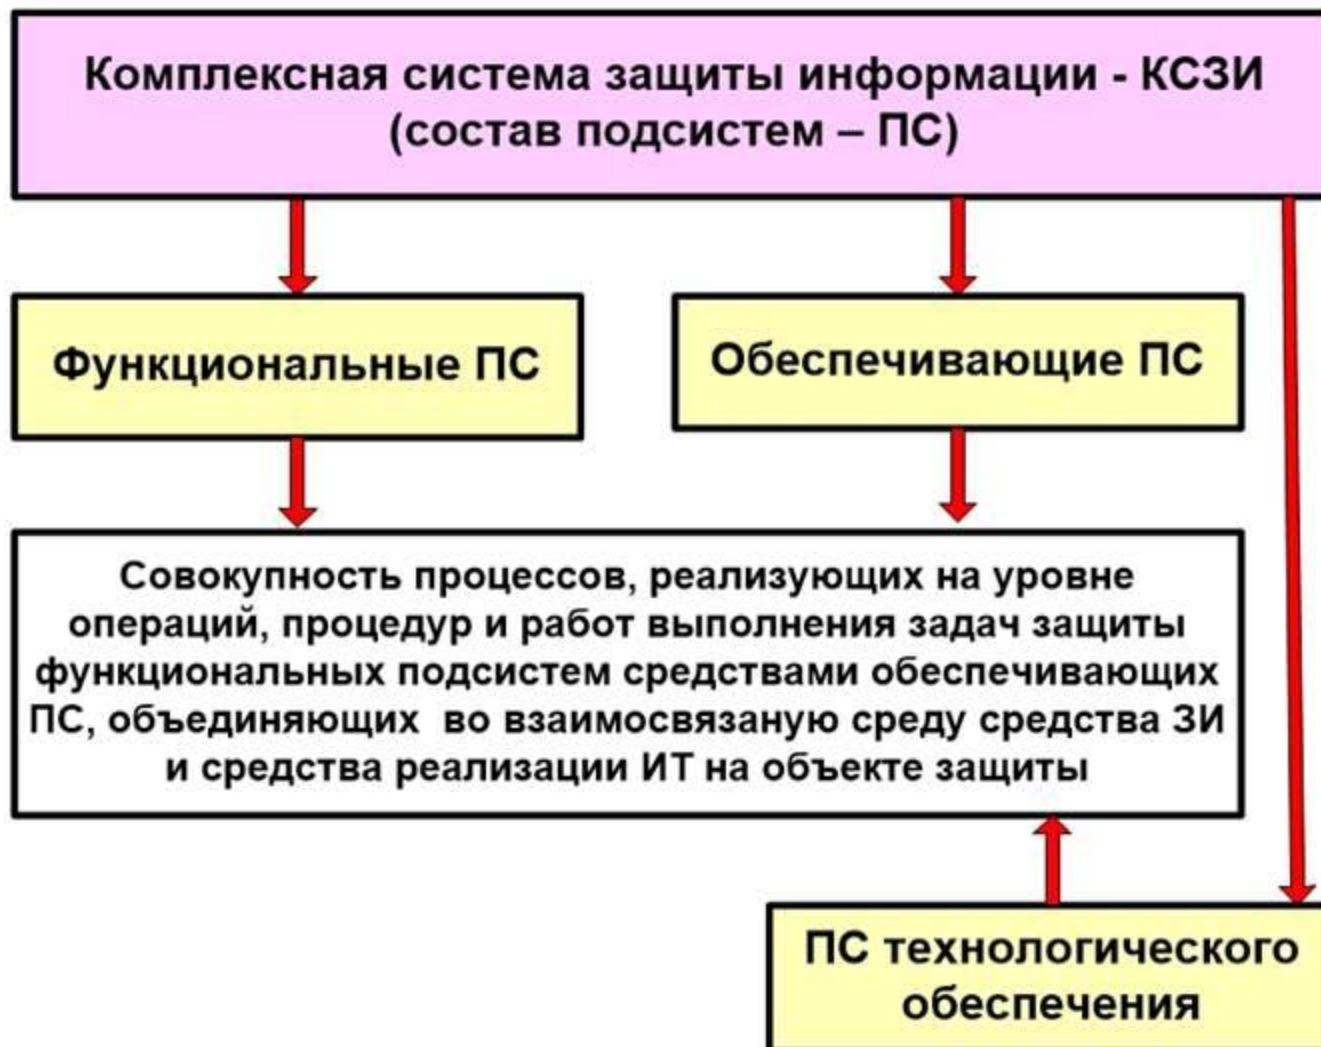 Комплексная система защиты информации - КСЗИ
(состав подсистем – ПС)
Функциональные ПС
Обеспечивающие ПС
Совокупность процессов, реализующих на уровне
операций, процедур и работ выполнения задач защиты
функциональных подсистем средствами обеспечивающих
ПС, объединяющих во взаимосвязаную среду средства ЗИ
и средства реализации ИТ на объекте защиты
ПС технологического
обеспечения